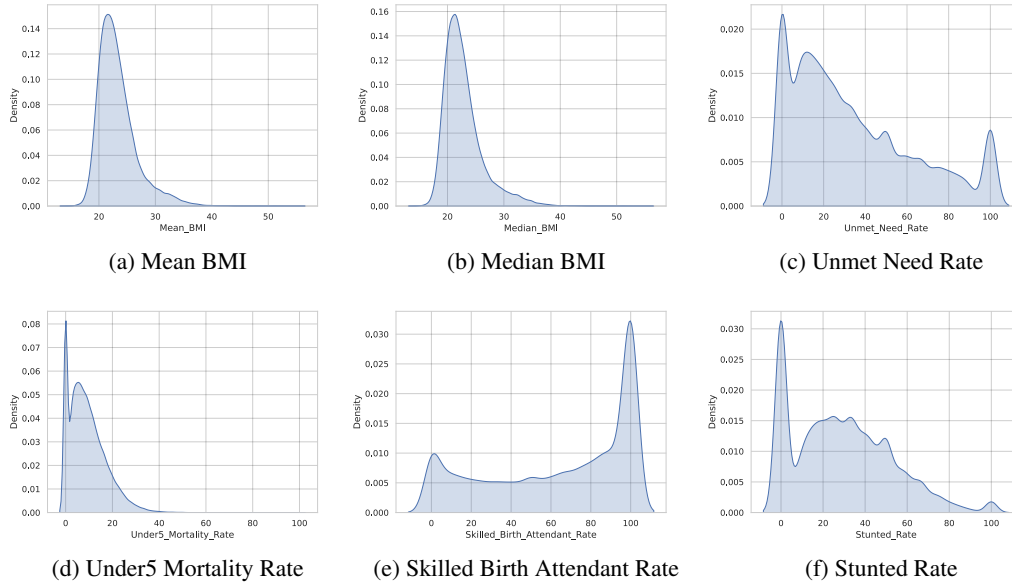 0.14
0.12
0.10
0.08
0.06
0.04
0.02
0,00
Density
20 30 40 50
Mean_BMI
(a) Mean BMI
0.16
0.14
0.12
0.10
0.08
0.06
0.04
0.02
0.00
Density
20 30 40 50
Median_BMI
(b) Median BMI
0.020
0.015
0.010
0.005
0.000
Density
0 20 40 60 80 100
Unmet_Need_Rate
(c) Unmet Need Rate
0.08
0.07
0.06
0.05
0.04
0.03
0.02
0.01
0.00
Density
0 20 40 60 80 100
Under5_Mortality_Rate
(d) Under5 Mortality Rate
0.030
0.025
0.020
0.015
0.010
0.005
0.000
Density
0 20 40 60 80 100
Skilled_Birth_Attendant_Rate
(e) Skilled Birth Attendant Rate
0.030
0.025
0.020
0.015
0.010
0.005
0.000
Density
0 20 40 60 80 100
Stunted_Rate
(f) Stunted Rate